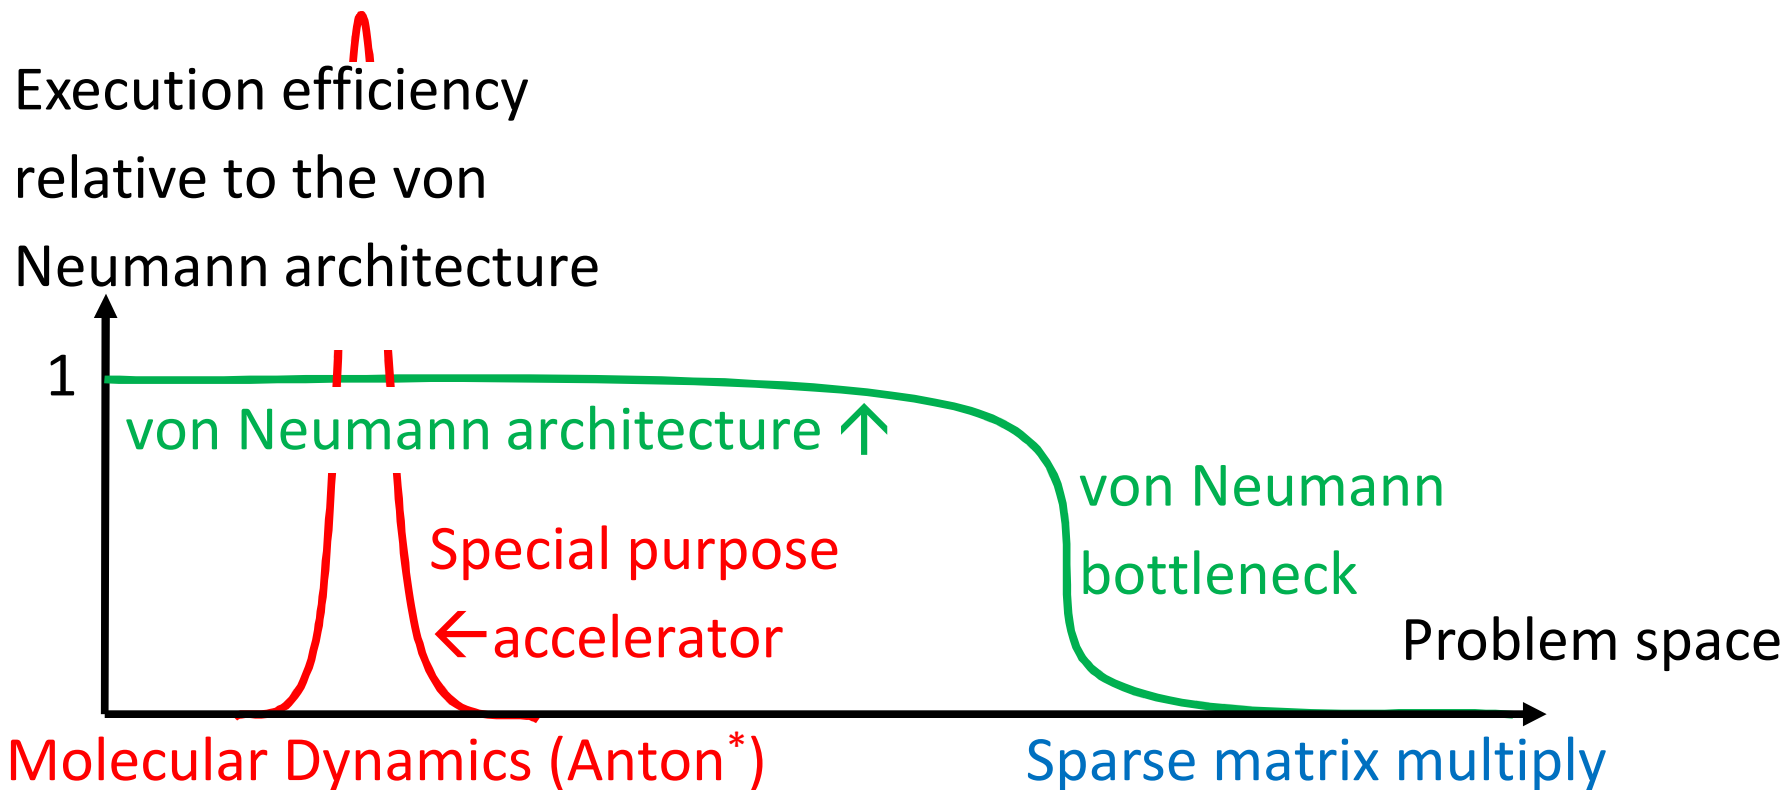 Execution efficiency
relative to the von
Neumann architecture
1
von Neumann architecture ↑
von Neumann
bottleneck
Special purpose
←accelerator
Problem space
Molecular Dynamics (Anton*)
Sparse matrix multiply